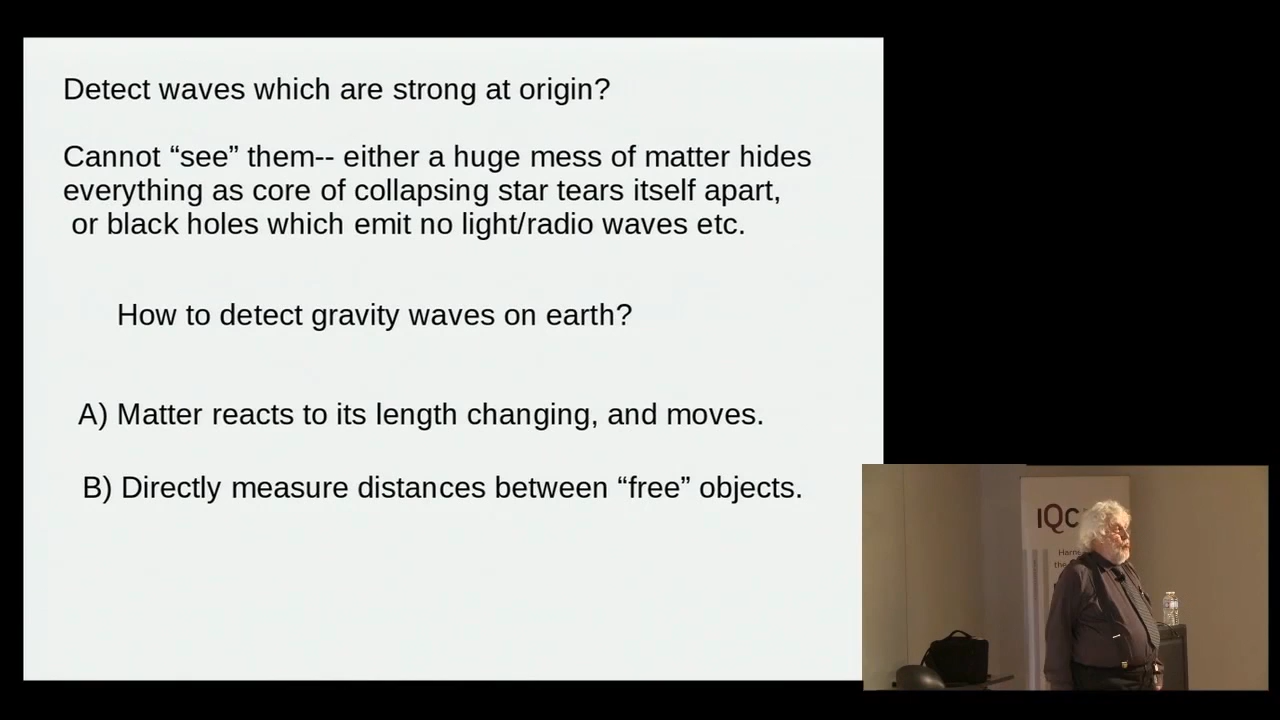 Detect waves which are strong at origin?
Cannot “see” them-- either a huge mess of matter hides
everything as core of collapsing star tears itself apart,
or black holes which emit no light/radio waves etc.
How to detect gravity waves on earth?
A) Matter reacts to its length changing, and moves.
B) Directly measure distances between “free” objects.
IQC
the